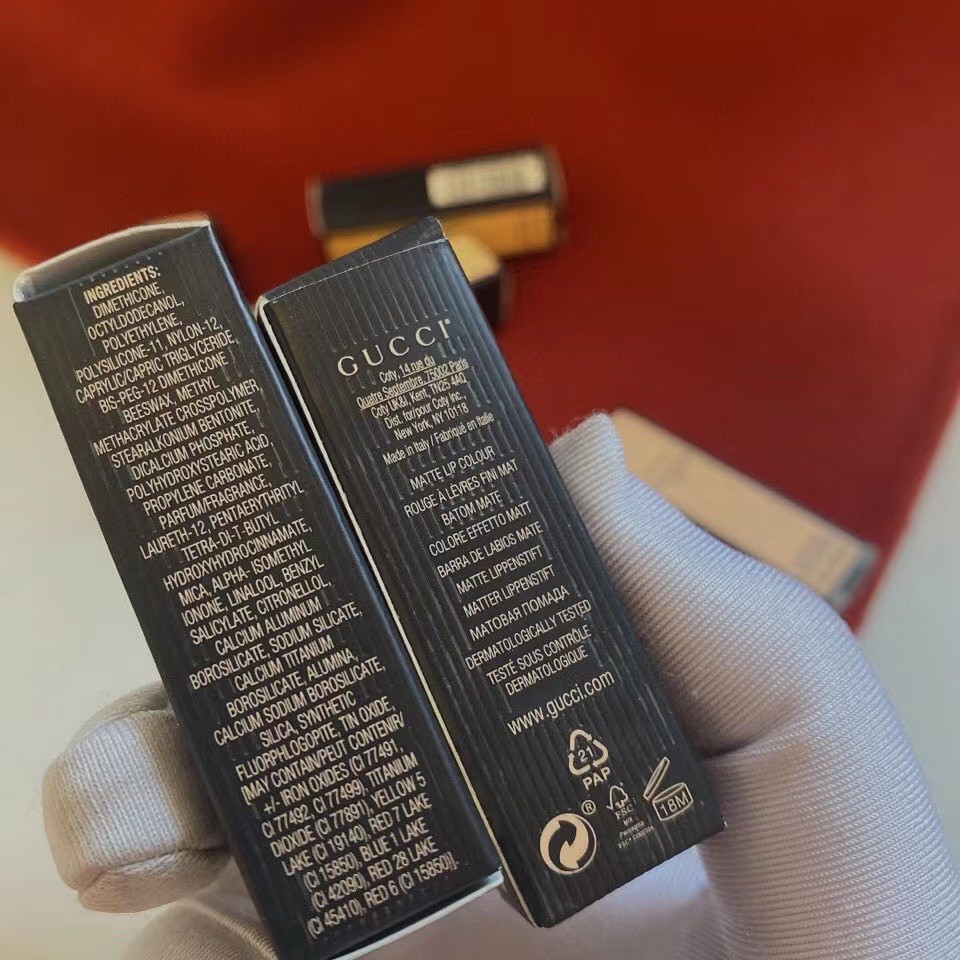 INGREDIENTS:
DIMETHICONE,
OCTYLDODECANOL,
POLYETHYLENE,
POLYSILICONE-11, NYLON-12,
CAPRYLIC/CAPRIC TRIGLYCERIDE,
BIS-PEG-12 DIMETHICONE
BEESWAX, METHYL
METHACRYLATE CROSSPOLYMER,
STEARALKONIUM BENTONITE,
DICALCIUM PHOSPHATE,
POLYHYDROXYSTEARIC ACID,
PROPYLENE CARBONATE,
PARFUM/FRAGRANCE,
LAURETH-12, PENTAERYTHRITYL
TETRA-DI-T-BUTYL
HYDROXYHYDROCINNAMATE,
MICA, ALPHA- ISOMETHYL
IONONE, LINALOOL, BENZYL
SALICYLATE, CITRONELLOL,
CALCIUM ALUMINUM
BOROSILICATE, SODIUM SILICATE,
CALCIUM TITANIUM
BOROSILICATE, ALUMINA,
CALCIUM SODIUM BOROSILICATE,
SILICA, SYNTHETIC
FLUORPHLOGOPITE, TIN OXIDE
[MAY CONTAIN/PEUT CONTENIR/
+/- IRON OXIDES (CI 77491,
CI 77492, CI 77499), TITANIUM
DIOXIDE (CI 77891), YELLOW 5
LAKE (CI 19140), RED 7 LAKE
(CI 15850), BLUE 1 LAKE
(CI 42090), RED 28 LAKE
(CI 45410), RED 6 (CI 15850)].
GUCCI®
Coty, 14 rue du
Quatre Septembre, 75002 Paris
Coty UK&I, Kent, TN25 4AQ
Dist. for/pour Coty Inc.,
New York, NY 10118
Made in Italy / Fabriqué en Italie
MATTE LIP COLOUR
ROUGE À LÈVRES FINI MAT
BATOM MATE
COLORE EFFETTO MATT
BARRA DE LABIOS MATE
MATTE LIPPENSTIFT
MATTER LIPPENSTIFT
МАТОВАЯ ПОМАДА
DERMATOLOGICALLY TESTED
TESTÉ SOUS CONTRÔLE
DERMATOLOGIQUE
www.gucci.com
21
PAP
®
FSC
MIX
Packaging
18M